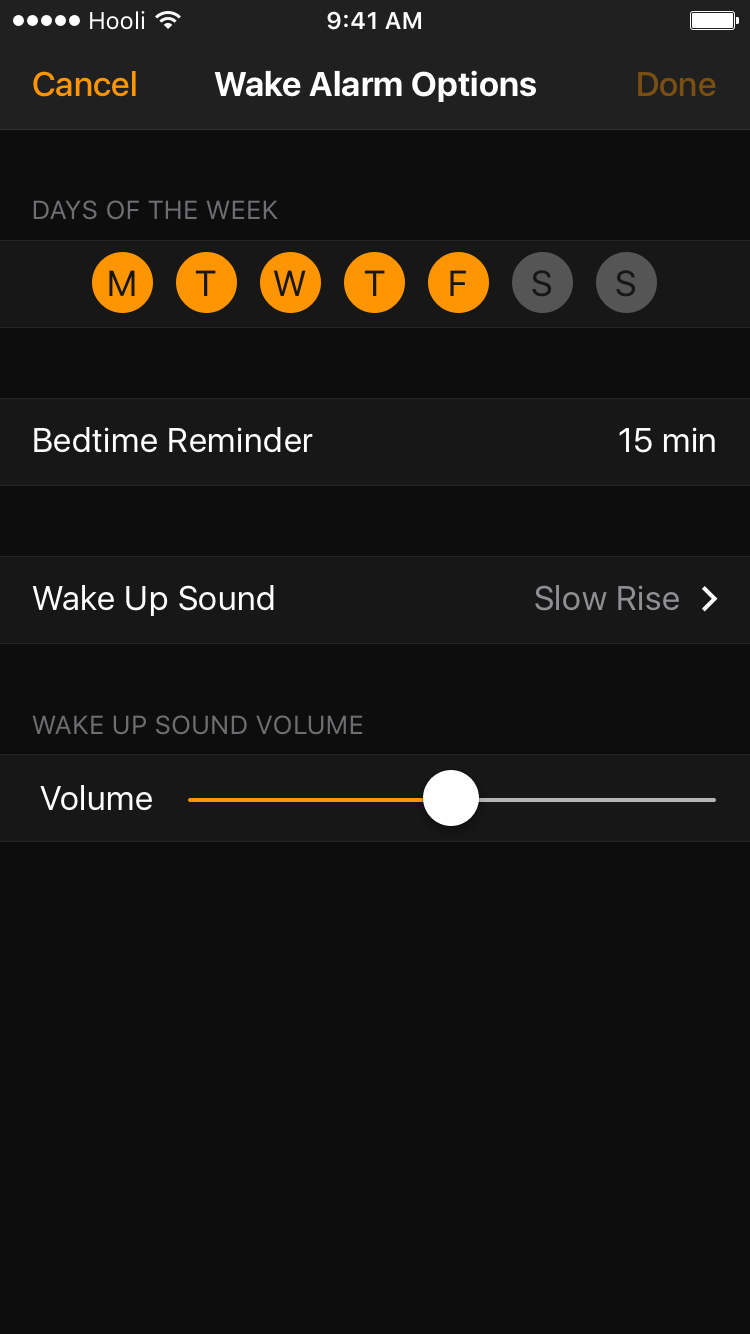 Hooli 9:41 AM
Cancel Wake Alarm Options Done
DAYS OF THE WEEK
M T W T F S S
Bedtime Reminder 15 min
Wake Up Sound Slow Rise
WAKE UP SOUND VOLUME
Volume